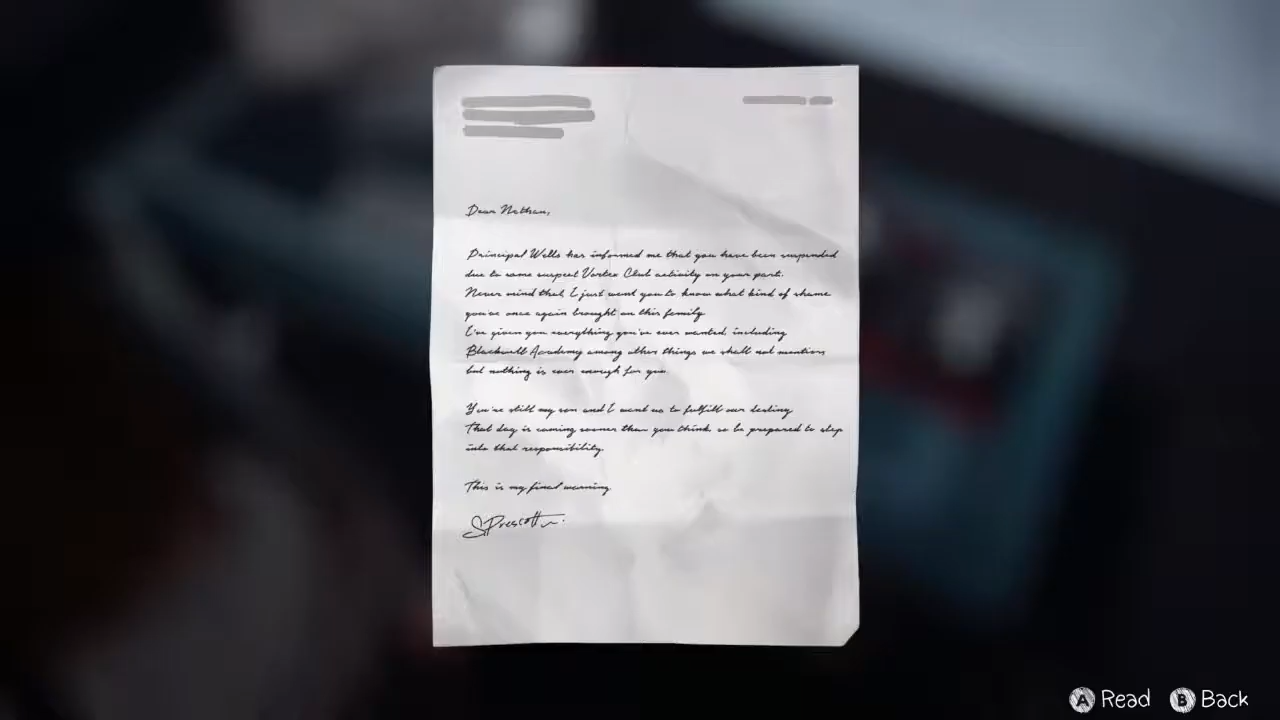 Dear Nathan,
Principal Wells has informed me that you have been suspended
due to some suspect Vortex Club activity on your part.
Never mind that, I just want you to know what kind of shame
you've once again brought on this family
I've given you everything you've ever wanted, including
Blackwell Academy among other things we shall not mention
but nothing is ever enough for you.
You're still my son and I want us to fulfill our destiny
That day is coming sooner than you think, so be prepared to step
into that responsibility.
This is my final warning.
S Prescott
A Read B Back